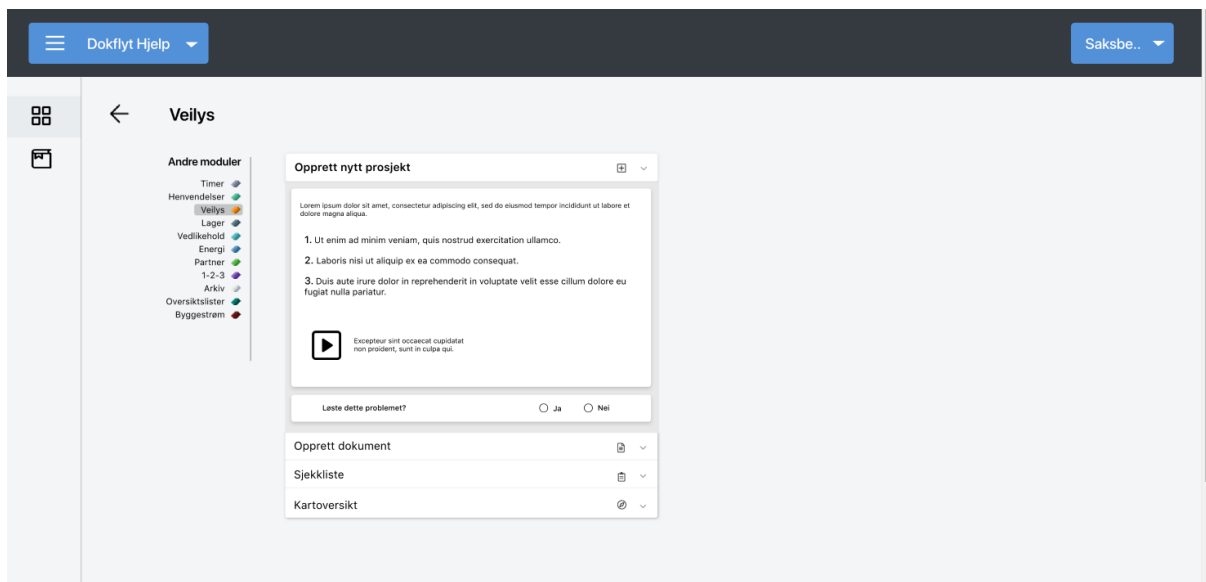 Dokflyt Hjelp
Saksbe..
Veilys
Andre moduler
Timer
Henvendelser
Veilys
Lager
Vedlikehold
Energi
Partner
1-2-3
Arkiv
Oversiktslister
Byggestrøm
Opprett nytt prosjekt
Lorem ipsum dolor sit amet, consectetur adipiscing elit, sed do eiusmod tempor incididunt ut labore et
dolore magna aliqua.
1. Ut enim ad minim veniam, quis nostrud exercitation ullamco.
2. Laboris nisi ut aliquip ex ea commodo consequat.
3. Duis aute irure dolor in reprehenderit in voluptate velit esse cillum dolore eu
fugiat nulla pariatur.
Excepteur sint occaecat cupidatat
non proident, sunt in culpa qui.
Løste dette problemet?
Ja
Nei
Opprett dokument
Sjekkliste
Kartoversikt